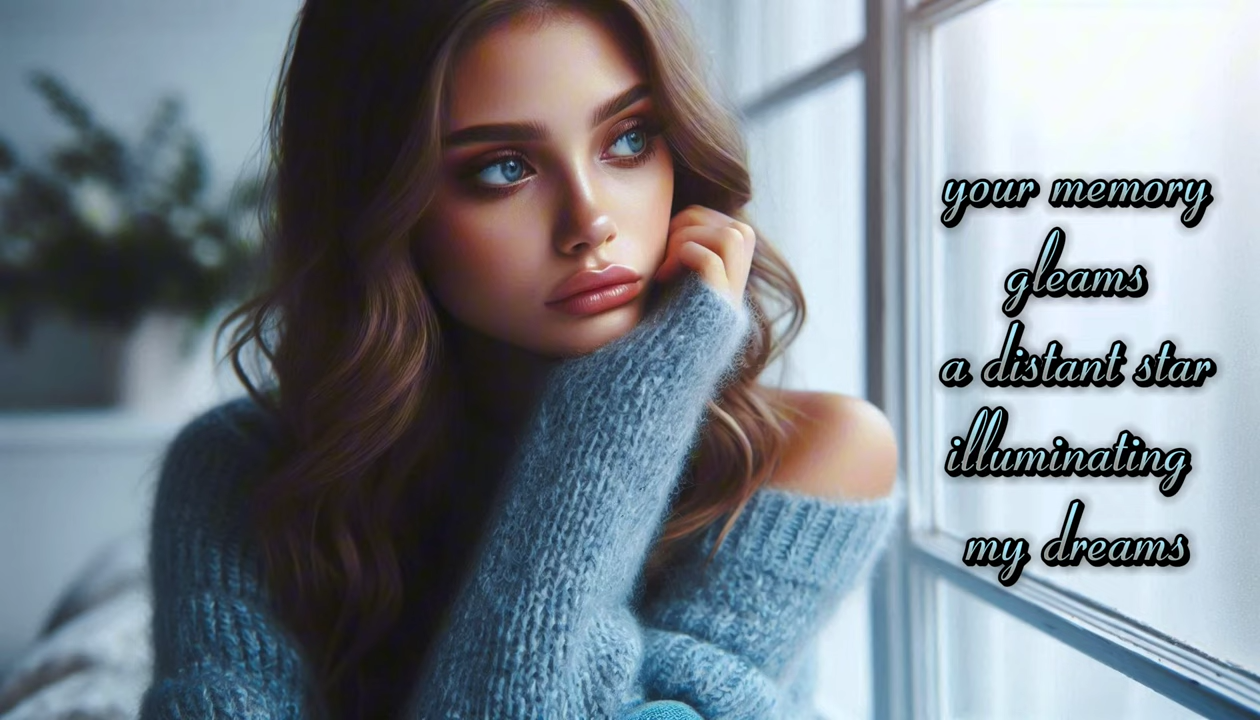 your memory
gleams
a distant star
illuminating
my dreams